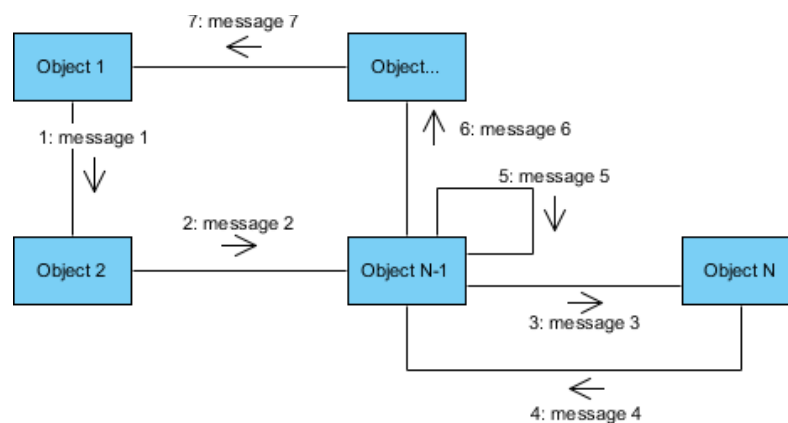 7: message 7
Object 1
Object...
1: message 1
6: message 6
5: message 5
2: message 2
Object 2
Object N-1
Object N
3: message 3
4: message 4